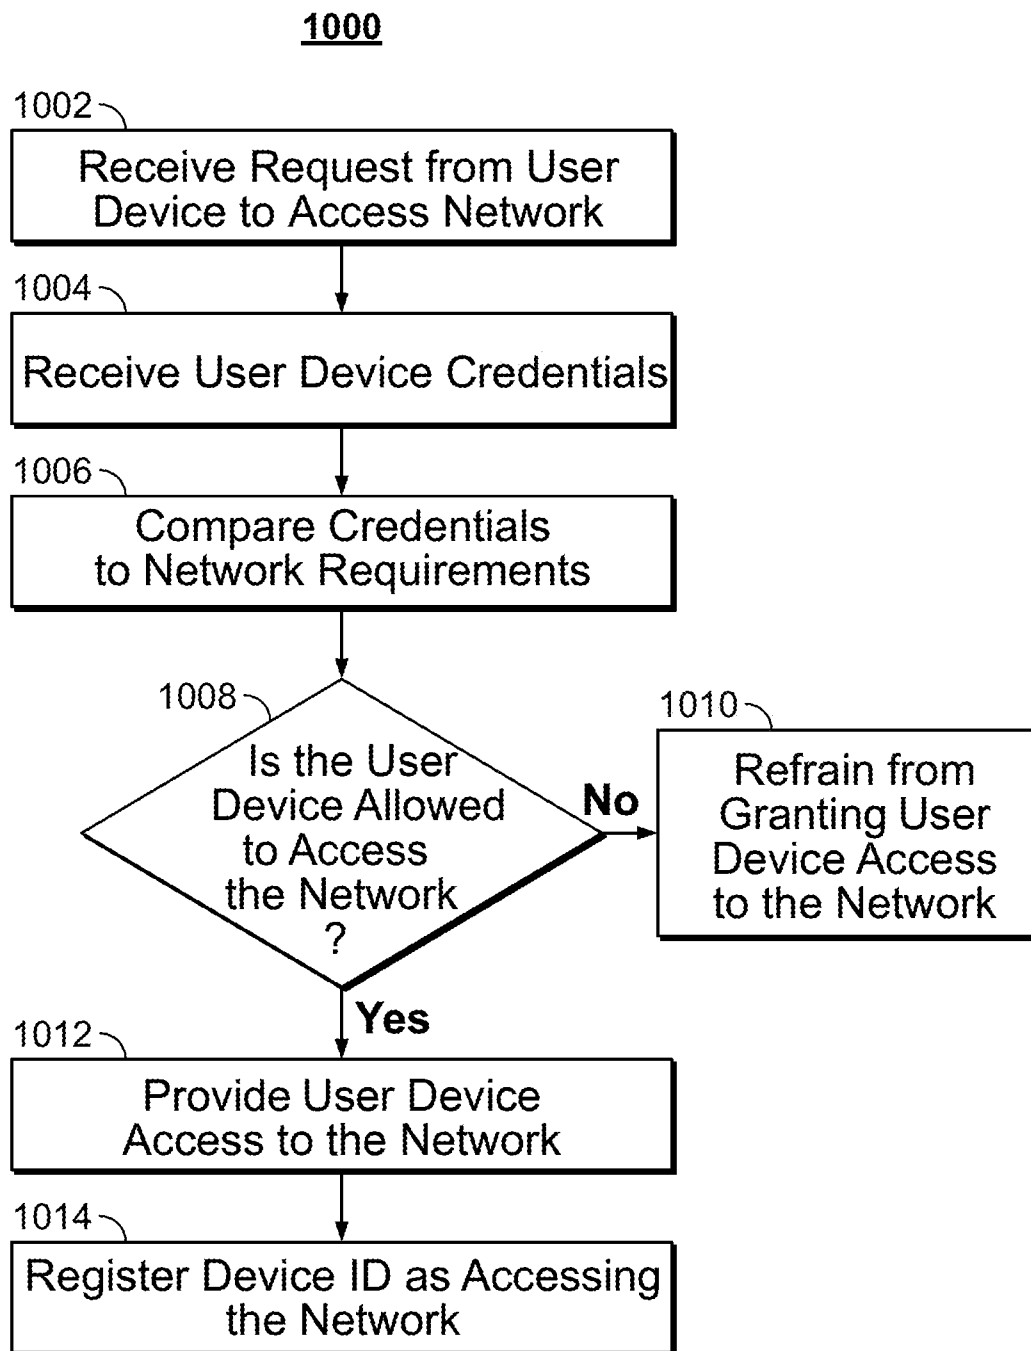 1000
1002
Receive Request from User
Device to Access Network
1004
Receive User Device Credentials
1006
Compare Credentials
to Network Requirements
1008
Is the User
Device Allowed
to Access
the Network
?
No
1010
Refrain from
Granting User
Device Access
to the Network
Yes
1012
Provide User Device
Access to the Network
1014
Register Device ID as Accessing
the Network